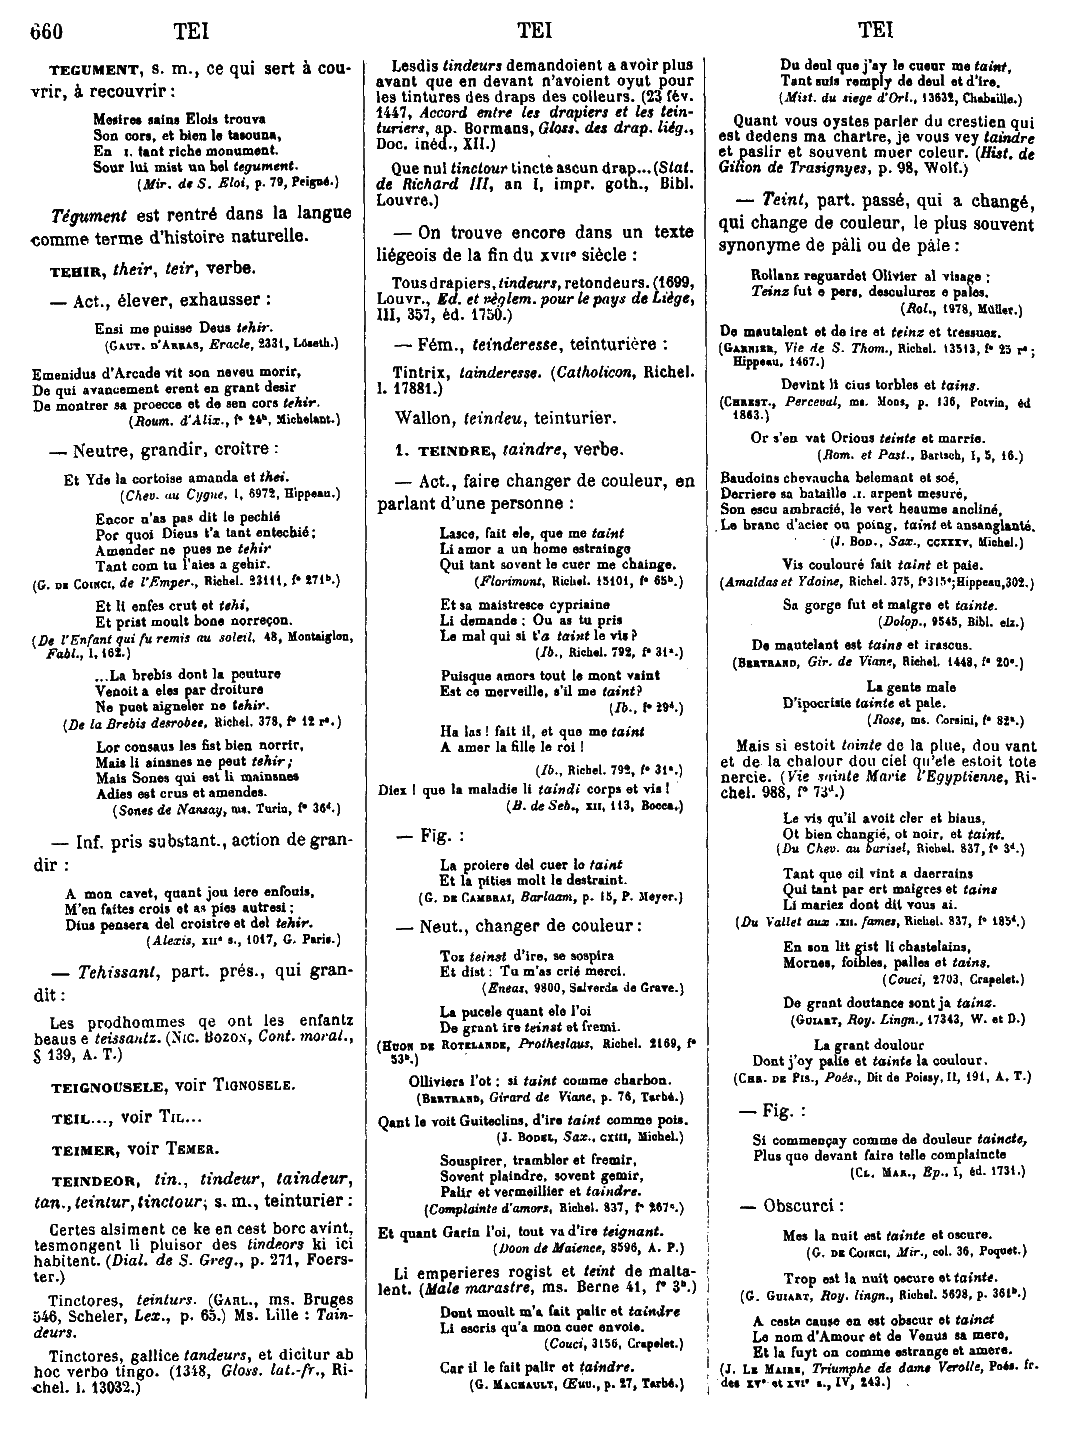 660 TEI TEI TEI
TEGUMENT, s. m., ce qui sert à cou-
vrir, à recouvrir :
Mesires sains Elois trouva
Son cors, et bien le tasouna,
En .I. tant riche monument.
Sour lui mist un bel tegument.
(Mir. de S. Eloi, p. 79, Peigné.)
Tégument est rentré dans la langue
comme terme d'histoire naturelle.
TEHIR, their, teir, verbe.
— Act., élever, exhausser :
Ensi me puisse Deus tehir.
(GAUT. D'ARRAS, Eracle, 2331, Löseth.)
Emenidus d'Arcade vit son neveu morir,
De qui avancement erent en grant desir
De montrer sa proecce et de sen cors tehir.
(Roum. d'Alix., fº 24ᵇ, Michelant.)
— Neutre, grandir, croître :
Et Yde la cortoise amanda et thei.
(Chev. au Cygne, I, 6972, Hippeau.)
Encor n'as pas dit le pechié
Por quoi Dieus t'a tant entechié ;
Amender ne pues ne tehir
Tant com tu l'aies a gehir.
(G. DE COINCI, de l'Emper., Richel. 23111, fº 271ᵇ.)
Et li enfes crut et tehi,
Et prist moult bone norreçon.
(De l'Enfant qui fu remis au soleil, 48, Montaiglon,
Fabl., I, 162.)
...La brebis dont la pouture
Venoit a eles par droiture
Ne puet aigneler ne tehir.
(De la Brebis desrobee, Richel. 378, fº 12 rº.)
Lor consaus les fist bien norrir,
Mais li ainsnes ne peut tehir ;
Mais Sones qui est li mainsnes
Adies est crus et amendes.
(Sones de Nansay, ms. Turin, fº 36ᵈ.)
— Inf. pris substant., action de gran-
dir :
A mon cavet, quant jou iere enfouis,
M'en faites crois et as pies autresi ;
Dius pensera del croistre et del tehir.
(Alexis, XIIᵉ s., 1017, G. Paris.)
— Tehissant, part. prés., qui gran-
dit :
Les prodhommes qe ont les enfantz
beaus e teissantz. (NIC. BOZON, Cont. moral.,
§ 139, A. T.)
TEIGNOUSELE, voir TIGNOSELE.
TEIL..., voir TIL...
TEIMER, voir TEMER.
TEINDEOR, tin., tindeur, taindeur,
tan., teintur, tinctour, s. m., teinturier :
Certes alsiment ce ke en cest borc avint,
tesmongent li pluisor des tindeors ki ici
habitent. (Dial. de S. Greg., p. 271, Foers-
ter.)
Tinctores, teinturs. (GARL., ms. Bruges
546, Scheler, Lex., p. 65.) Ms. Lille : Tain-
deurs.
Tinctores, gallice tandeurs, et dicitur ab
hoc verbo tingo. (1348, Gloss. lat.-fr., Ri-
chel. l. 13032.)
Lesdis tindeurs demandoient a avoir plus
avant que en devant n'avoient oyut pour
les tintures des draps des colleurs. (23 fév.
1447, Accord entre les drapiers et les tein-
turiers, ap. Bormans, Gloss. des drap. liég.,
Doc. inéd., XII.)
Que nul tinctour tincte ascun drap... (Stat.
de Richard III, an I, impr. goth., Bibl.
Louvre.)
— On trouve encore dans un texte
liégeois de la fin du XVIIᵉ siècle :
Tous drapiers, tindeurs, retondeurs. (1699,
Louvr., Ed. et règlem. pour le pays de Liège,
III, 357, éd. 1750.)
— Fém., teinderesse, teinturière :
Tintrix, tainderesse. (Catholicon, Richel.
l. 17881.)
Wallon, teindeu, teinturier.
1. TEINDRE, taindre, verbe.
— Act., faire changer de couleur, en
parlant d'une personne :
Lasce, fait ele, que me taint
Li amor a un home estrainge
Qui tant sovent le cuer me chainge.
(Florimont, Richel. 15101, fº 65ᵇ.)
Et sa maistresce cypriaine
Li demande : Ou as tu pris
Le mal qui si t'a taint le vis ?
(Ib., Richel. 792, fº 31ᵃ.)
Puisque amors tout le mont vaint
Est ce merveille, s'il me taint ?
(Ib., fº 29ᵈ.)
Ha las ! fait il, et que me taint
A amer la fille le roi !
(Ib., Richel. 792, fº 31ᵃ.)
Diex ! que la maladie li taindi corps et vis !
(B. de Seb., XII, 113, Bocca.)
— Fig. :
La proiere del cuer lo taint
Et la pities molt le destraint.
(G. DE CAMBRAI, Barlaam, p. 15, P. Meyer.)
— Neut., changer de couleur :
Toz teinst d'ire, se sospira
Et dist : Tu m'as crié merci.
(Eneas, 9800, Salverda de Grave.)
La pucele quant ele l'oi
De grant ire teinst et fremi.
(HUON DE ROTELANDE, Protheslaus, Richel. 2169, fº
53ᵇ.)
Olliviers l'ot : si taint comme charbon.
(BERTRAND, Girard de Viane, p. 76, Tarbé.)
Qant le voit Guiteclins, d'ire taint comme pois.
(J. BODEL, Sax., CXIII, Michel.)
Souspirer, trambler et fremir,
Sovent plaindre, sovent gemir,
Palir et vermeillier et taindre.
(Complainte d'amors, Richel. 837, fº 267ᶜ.)
Et quant Garin l'oi, tout va d'ire teignant.
(Doon de Maience, 8596, A. P.)
Li emperieres rogist et teint de malta-
lent. (Male marastre, ms. Berne 41, fº 3ᵇ.)
Dont moult m'a fait palir et taindre
Li escris qu'a mon cuer envoie.
(Couci, 3156, Crapelet.)
Car il le fait palir et taindre.
(G. MACHAULT, Œuv., p. 27, Tarbé.)
Du deul que j'ay le cueur me taint,
Tant suis remply de deul et d'ire.
(Mist. du siege d'Orl., 13632, Chabaille.)
Quant vous oystes parler du crestien qui
est dedens ma chartre, je vous vey taindre
et paslir et souvent muer coleur. (Hist. de
Gilion de Trasignyes, p. 98, Wolf.)
— Teint, part. passé, qui a changé,
qui change de couleur, le plus souvent
synonyme de pâli ou de pâle :
Rollanz reguardet Olivier al visage :
Teinz fut e pers, desculurez e pales.
(Rol., 1978, Müller.)
De mautalent et de ire et teinz et tressuez.
(GARNIER, Vie de S. Thom., Richel. 13513, fº 25 rº ;
Hippeau, 1467.)
Devint li cius torbles et tains.
(CHREST., Perceval, ms. Mons, p. 136, Potvin, éd
1863.)
Or s'en vat Orious teinte et marrie.
(Rom. et Past., Bartsch, I, 5, 16.)
Baudoins chevaucha belement et soé,
Derriere sa bataille .I. arpent mesuré,
Son escu ambracié, le vert heaume ancliné,
Le branc d'acier ou poing, taint et ansanglanté.
(J. BOD., Sax., CCXXXV, Michel.)
Vis coulouré fait taint et paie.
(Amaldas et Ydoine, Richel. 375, fº 315ᵃ; Hippeau, 302.)
Sa gorge fut et maigre et tainte.
(Dolop., 9545, Bibl. elz.)
De mautelant est tains et irascus.
(BERTRAND, Gir. de Viane, Richel. 1448, fº 20ᵃ.)
La gente male
D'ipocrisie tainte et pale.
(Rose, ms. Corsini, fº 82ᵇ.)
Mais si estoit tointe de la plue, dou vant
et de la chalour dou ciel qu'ele estoit tote
nercie. (Vie sainte Marie l'Egyptienne, Ri-
chel. 988, fº 73ᵈ.)
Le vis qu'il avoit cler et blaus,
Ot bien changié, ot noir, et taint.
(Du Chev. au barisel, Richel. 837, fº 3ᵈ.)
Tant que cil vint a daerrains
Qui tant par ert maigres et tains
Li mariez dont dit vous ai.
(Du Vallet aux .XII. fames, Richel. 837, fº 185ᵈ.)
En son lit gist li chastelains,
Mornes, foibles, palles et tains.
(Couci, 2703, Crapelet.)
De grant doutance sont ja tainz.
(GUIART, Roy. Lingn., 17343, W. et D.)
La grant doulour
Dont j'oy palie et tainte la coulour.
(CHR. DE PIS., Poés., Dit de Poissy, II, 191, A. T.)
— Fig. :
Si commençay comme de douleur taincte,
Plus que devant faire telle complaincte
(CL. MAR., Ep., I, éd. 1731.)
— Obscurci :
Mes la nuit est tainte et oscure.
(G. DE COINCI, Mir., col. 36, Poquet.)
Trop est la nuit oscure et tainte.
(G. GUIART, Roy. lingn., Richel. 5698, p. 361ᵇ.)
A ceste cause en est obscur et tainct
Le nom d'Amour et de Venus sa mere,
Et la fuyt on comme estrange et amere.
(J. LE MAIRE, Triumphe de dame Verolle, Poés. fr.
des XVᵉ et XVIᵉ s., IV, 243.)